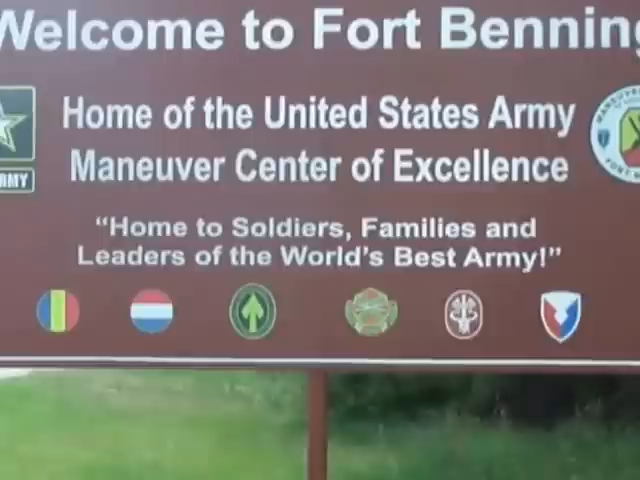 Welcome to Fort Benning
Home of the United States Army
Maneuver Center of Excellence
"Home to Soldiers, Families and
Leaders of the World's Best Army!"